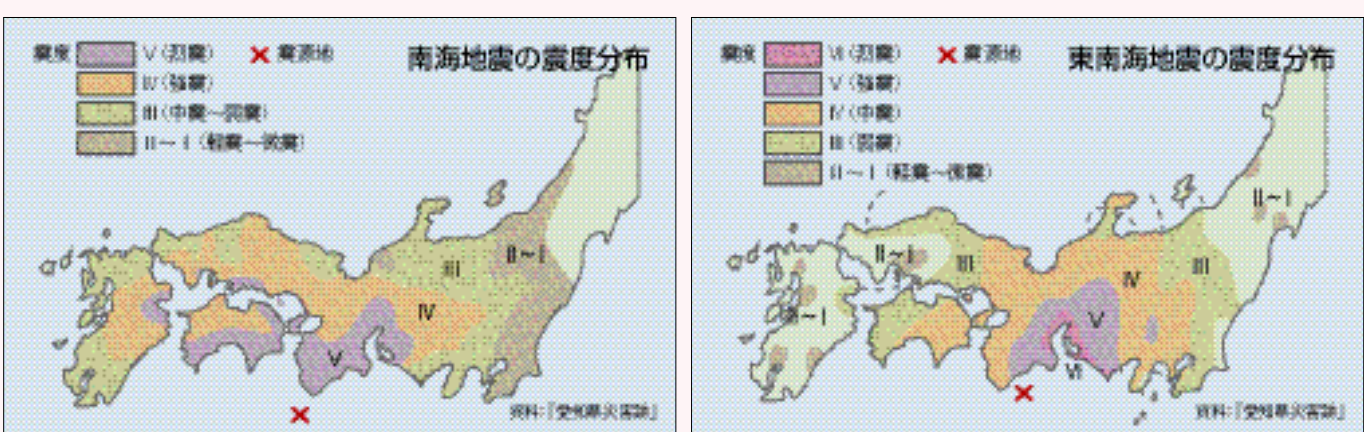 南海地震の震度分布
震度 V（烈震） × 震源地
IV（強震）
III（中震～弱震）
II～I（軽震～微震）
II～I
III
IV
V
資料：『愛知県災害誌』
東南海地震の震度分布
震度 VI（烈震） × 震源地
V（強震）
IV（中震）
III（弱震）
II～I（軽震～微震）
II～I
II～I
III
IV
III
II～I
V
VI
資料：『愛知県災害誌』